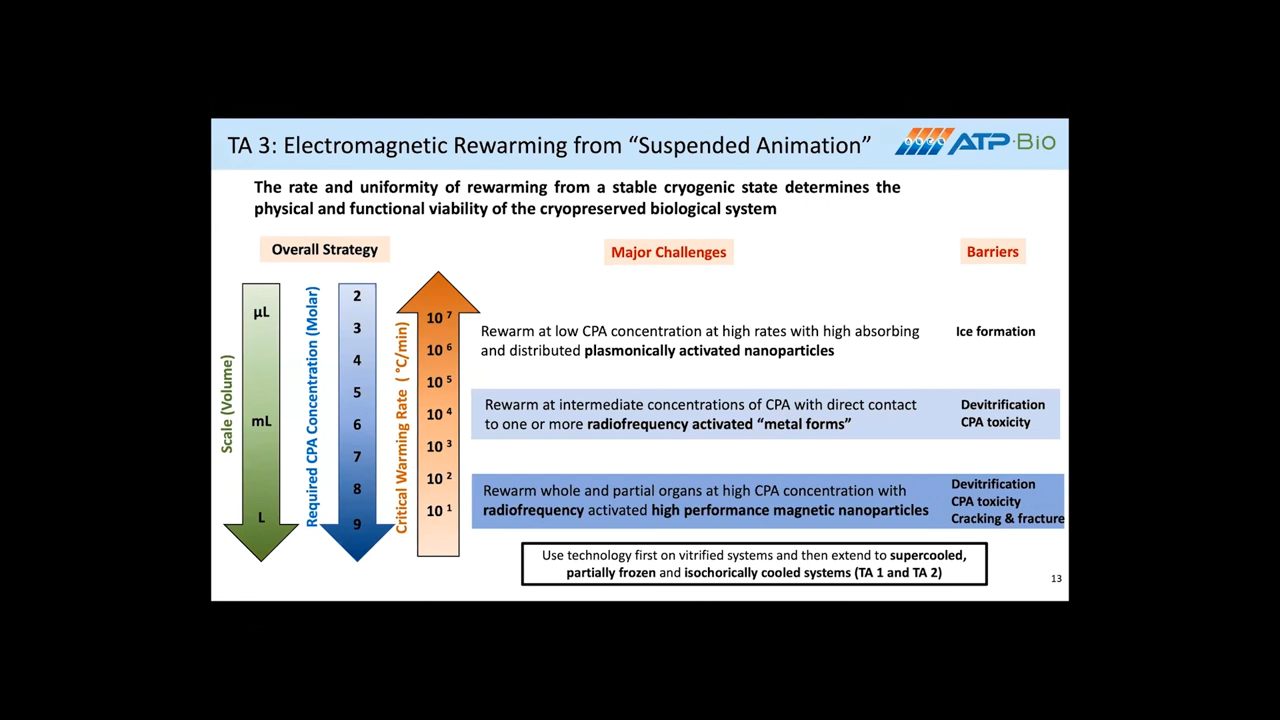 TA 3: Electromagnetic Rewarming from “Suspended Animation”
ATP·Bio
The rate and uniformity of rewarming from a stable cryogenic state determines the
physical and functional viability of the cryopreserved biological system
Overall Strategy
Major Challenges
Barriers
Scale (Volume)
µL
mL
L
Required CPA Concentration (Molar)
2
3
4
5
6
7
8
9
Critical Warming Rate ( °C/min)
10 ⁷
10 ⁶
10 ⁵
10 ⁴
10 ³
10 ²
10 ¹
Rewarm at low CPA concentration at high rates with high absorbing
and distributed plasmonically activated nanoparticles
Ice formation
Rewarm at intermediate concentrations of CPA with direct contact
to one or more radiofrequency activated “metal forms”
Devitrification
CPA toxicity
Rewarm whole and partial organs at high CPA concentration with
radiofrequency activated high performance magnetic nanoparticles
Devitrification
CPA toxicity
Cracking & fracture
Use technology first on vitrified systems and then extend to supercooled,
partially frozen and isochorically cooled systems (TA 1 and TA 2)
13